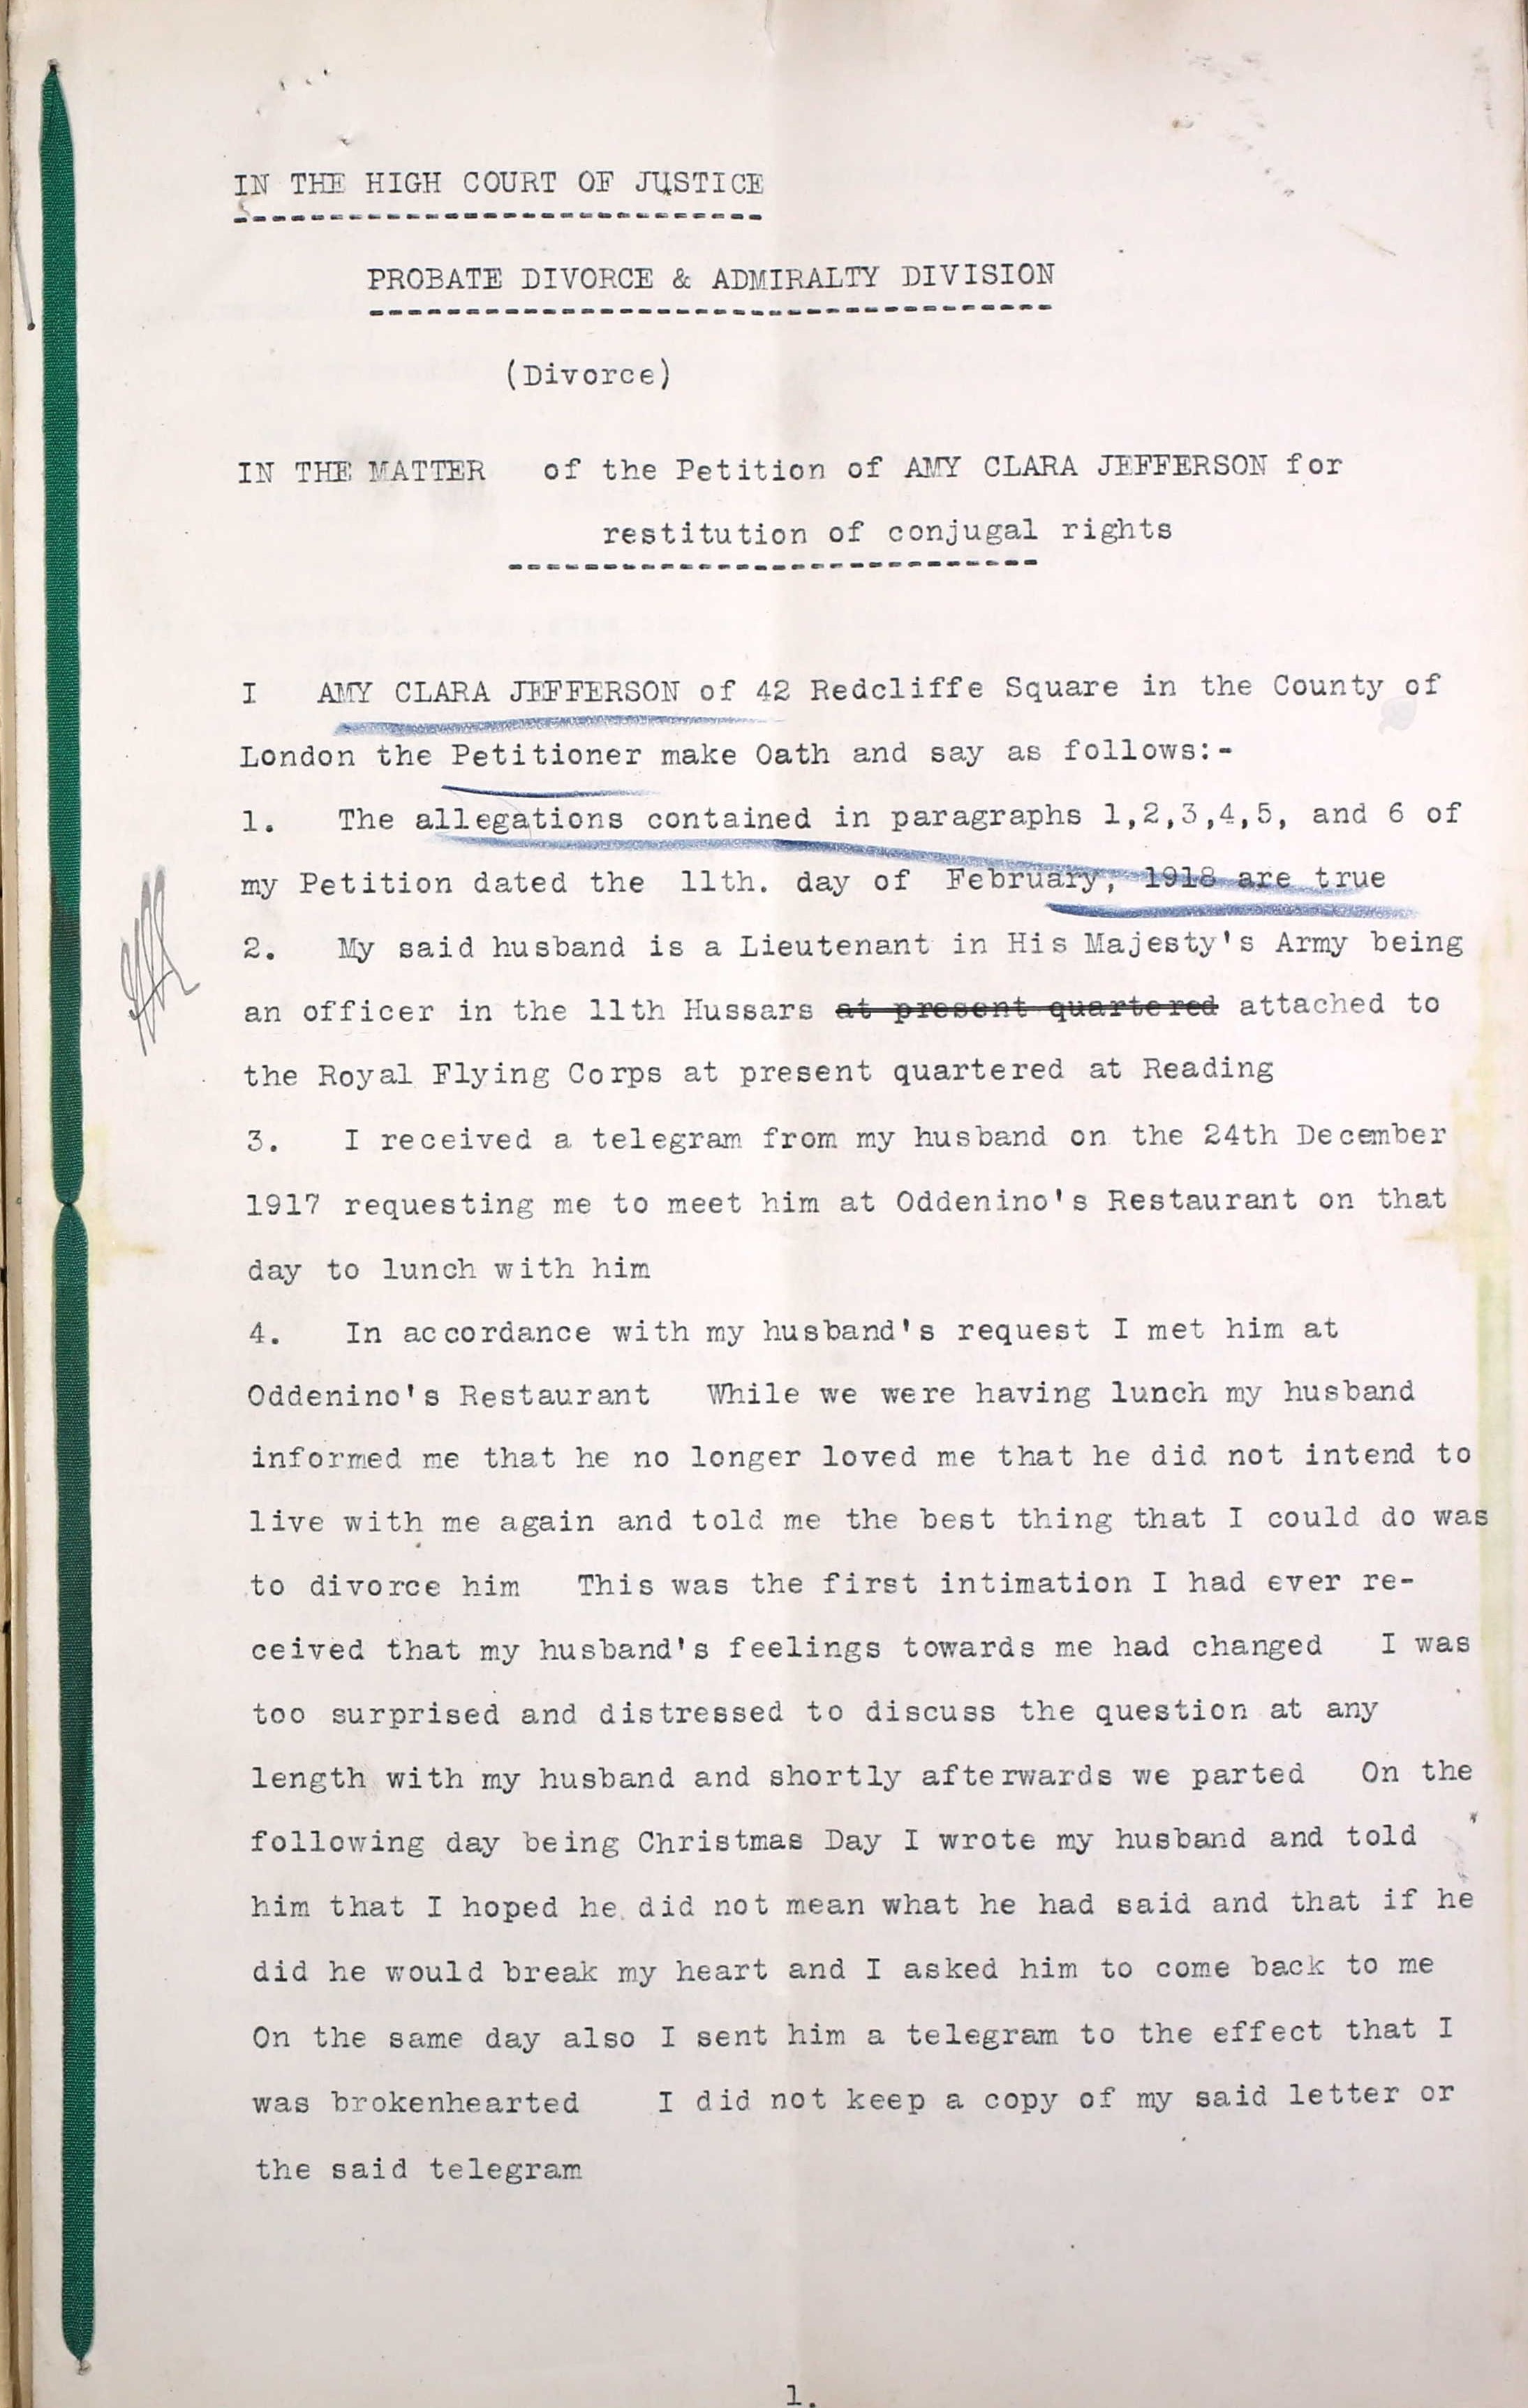 IN THE HIGH COURT OF JUSTICE
PROBATE DIVORCE & ADMIRALTY DIVISION
(Divorce)
IN THE MATTER of the Petition of AMY CLARA JEFFERSON for
restitution of conjugal rights
I AMY CLARA JEFFERSON of 42 Redcliffe Square in the County of
London the Petitioner make Oath and say as follows:-
1. The allegations contained in paragraphs 1,2,3,4,5, and 6 of
my Petition dated the 11th. day of February, 1918 are true
2. My said husband is a Lieutenant in His Majesty's Army being
an officer in the 11th Hussars at present quartered attached to
the Royal Flying Corps at present quartered at Reading
3. I received a telegram from my husband on the 24th December
1917 requesting me to meet him at Oddenino's Restaurant on that
day to lunch with him
4. In accordance with my husband's request I met him at
Oddenino's Restaurant While we were having lunch my husband
informed me that he no longer loved me that he did not intend to
live with me again and told me the best thing that I could do was
to divorce him This was the first intimation I had ever re-
ceived that my husband's feelings towards me had changed I was
too surprised and distressed to discuss the question at any
length with my husband and shortly afterwards we parted On the
following day being Christmas Day I wrote my husband and told
him that I hoped he did not mean what he had said and that if he
did he would break my heart and I asked him to come back to me
On the same day also I sent him a telegram to the effect that I
was brokenhearted I did not keep a copy of my said letter or
the said telegram
1.